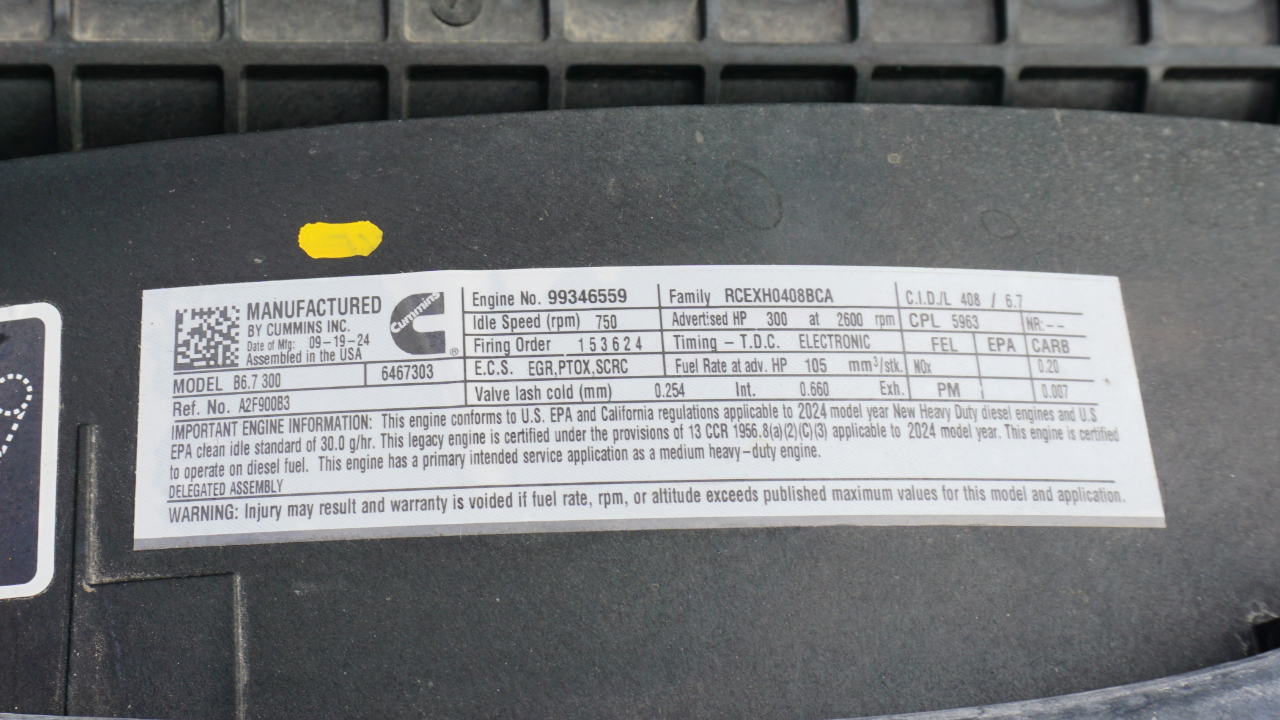 MANUFACTURED
BY CUMMINS INC.
Date of Mfg: 09-19-24
Assembled in the USA
Cummins ®
MODEL B6.7 300 6467303
Ref. No. A2F900B3
Engine No. 99346559 Family RCEXH0408BCA C.I.D./L 408 / 6.7
Idle Speed (rpm) 750 Advertised HP 300 at 2600 rpm CPL 5963 NR:--
Firing Order 1 5 3 6 2 4 Timing – T.D.C. ELECTRONIC FEL EPA CARB
E.C.S. EGR,PTOX,SCRC Fuel Rate at adv. HP 105 mm³/stk. NOx 0.20
Valve lash cold (mm) 0.254 Int. 0.660 Exh. PM 0.007
IMPORTANT ENGINE INFORMATION: This engine conforms to U.S. EPA and California regulations applicable to 2024 model year New Heavy Duty diesel engines and U.S
EPA clean idle standard of 30.0 g/hr. This legacy engine is certified under the provisions of 13 CCR 1956.8(a)(2)(C)(3) applicable to 2024 model year. This engine is certified
to operate on diesel fuel. This engine has a primary intended service application as a medium heavy-duty engine.
DELEGATED ASSEMBLY
WARNING: Injury may result and warranty is voided if fuel rate, rpm, or altitude exceeds published maximum values for this model and application.